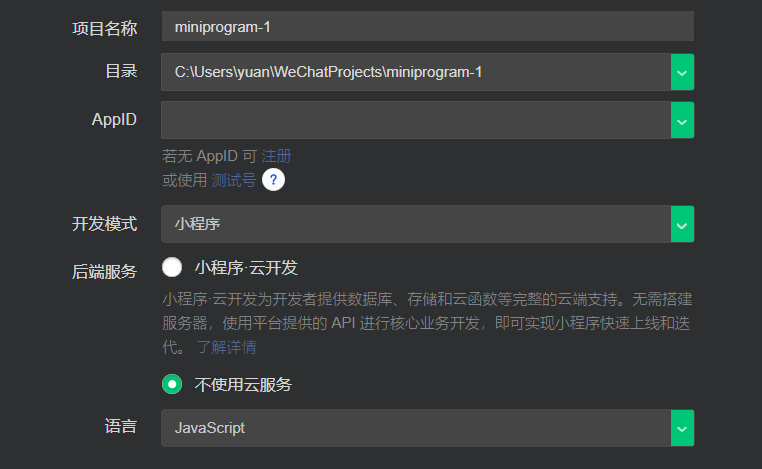 项目名称 miniprogram-1
目录 C:\Users\yuan\WeChatProjects\miniprogram-1
AppID
若无 AppID 可 注册
或使用 测试号 ?
开发模式 小程序
后端服务 小程序·云开发
小程序·云开发为开发者提供数据库、存储和云函数等完整的云端支持。无需搭建
服务器，使用平台提供的 API 进行核心业务开发，即可实现小程序快速上线和迭
代。 了解详情
不使用云服务
语言 JavaScript